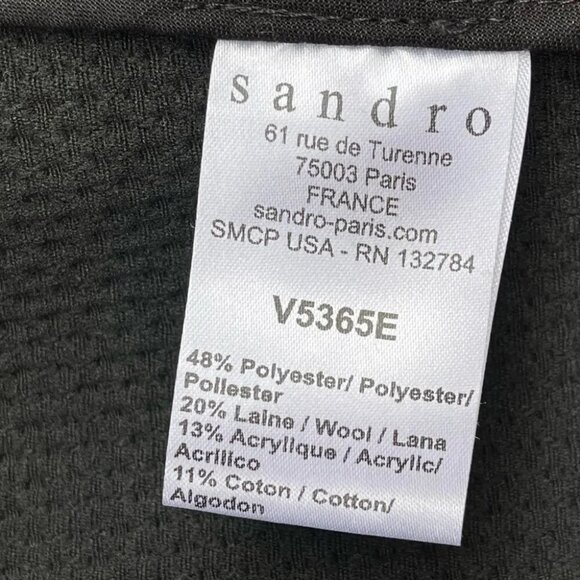 sandro
61 rue de Turenne
75003 Paris
FRANCE
sandro-paris.com
SMCP USA - RN 132784
V5365E
48% Polyester/ Polyester/
Poliester
20% Laine / Wool / Lana
13% Acrylique / Acrylic/
Acrilico
11% Coton / Cotton/
Algodon